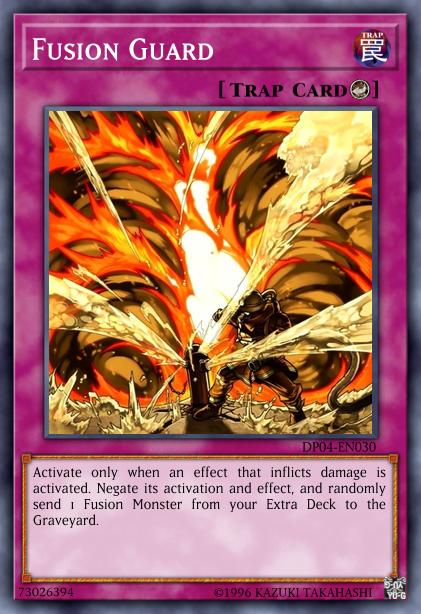 Fusion Guard
TRAP
罠
[Trap Card]
DP04-EN030
Activate only when an effect that inflicts damage is
activated. Negate its activation and effect, and randomly
send 1 Fusion Monster from your Extra Deck to the
Graveyard.
73026394
©1996 KAZUKI TAKAHASHI